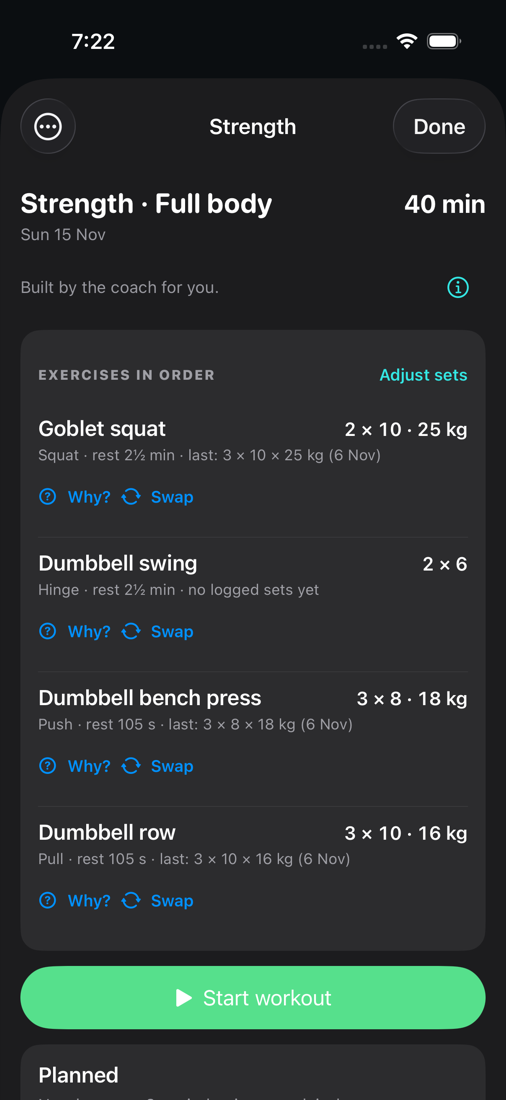 7:22
Strength
Done
Strength · Full body
40 min
Sun 15 Nov
Built by the coach for you.
EXERCISES IN ORDER
Adjust sets
Goblet squat
2 × 10 · 25 kg
Squat · rest 2½ min · last: 3 × 10 × 25 kg (6 Nov)
Why? Swap
Dumbbell swing
2 × 6
Hinge · rest 2½ min · no logged sets yet
Why? Swap
Dumbbell bench press
3 × 8 · 18 kg
Push · rest 105 s · last: 3 × 8 × 18 kg (6 Nov)
Why? Swap
Dumbbell row
3 × 10 · 16 kg
Pull · rest 105 s · last: 3 × 10 × 16 kg (6 Nov)
Why? Swap
Start workout
Planned